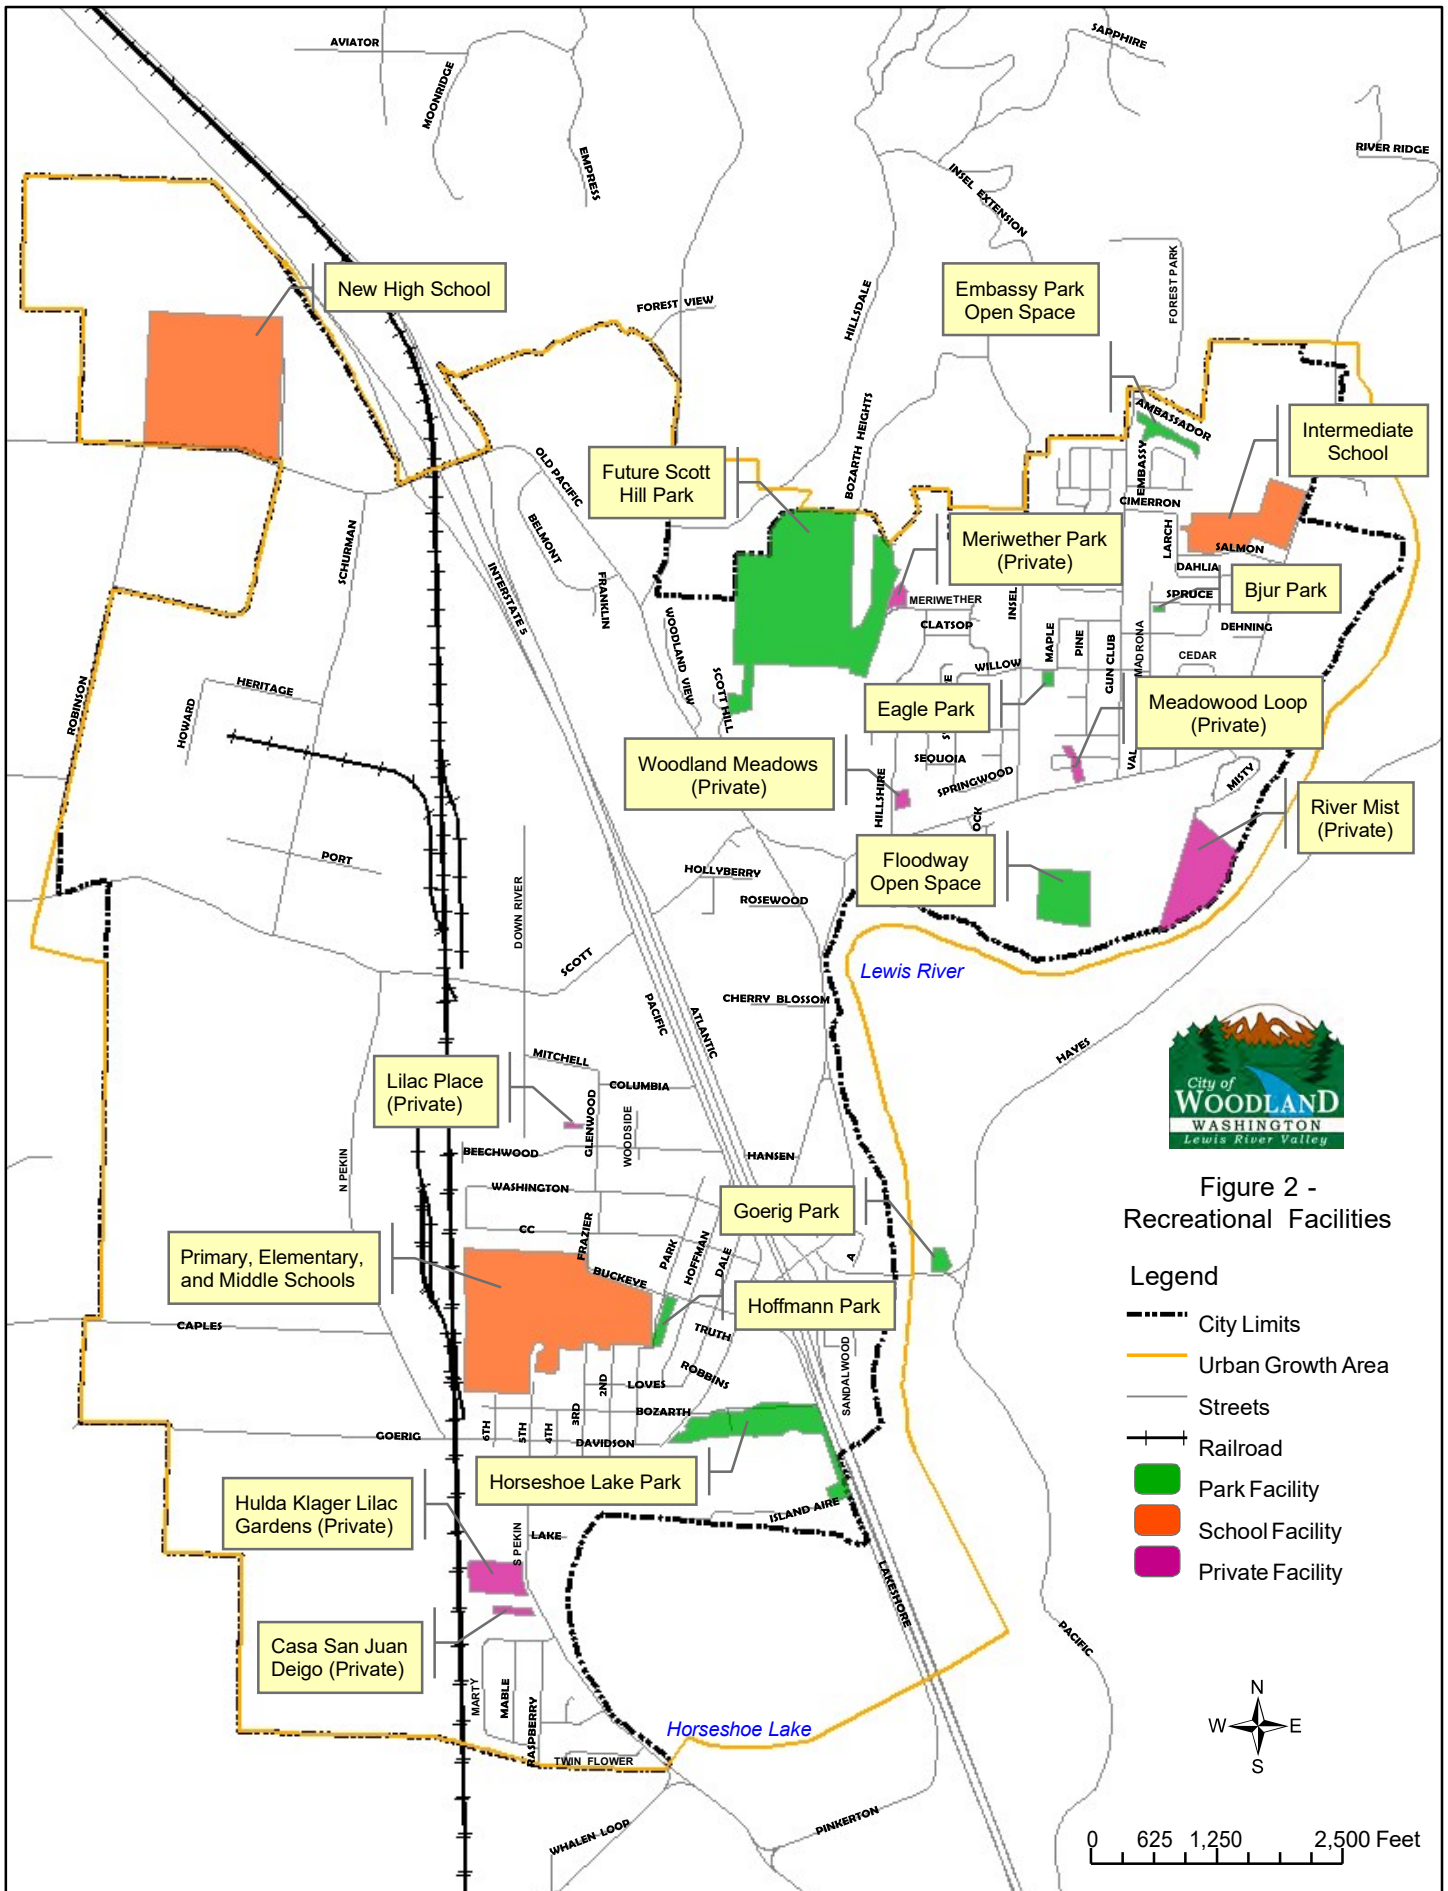 AVIATOR
SAPPHIRE
MOONRIDGE
EMPRESS
RIVER RIDGE
INSEL EXTENSION
FOREST PARK
New High School
FOREST VIEW
HILLSDALE
Embassy Park
Open Space
BOZARTH HEIGHTS
AMBASSADOR
Intermediate
School
OLD PACIFIC
Future Scott
Hill Park
EMBASSY
CIMERRON
BELMONT
SCHURMAN
INTERSTATE 5
FRANKLIN
Meriwether Park
(Private)
LARCH
SALMON
DAHLIA
Bjur Park
SPRUCE
MERIWETHER
INSEL
CLATSOP
DEHNING
WOODLAND VIEW
MAPLE
PINE
GUN CLUB
MADRONA
CEDAR
WILLOW
SCOTT HILL
ROBINSON
HERITAGE
HOWARD
Eagle Park
Meadowood Loop
(Private)
Woodland Meadows
(Private)
SEQUOIA
SPRINGWOOD
VAL
MISTY
HILLSHIRE
OCK
River Mist
(Private)
PORT
HOLLYBERRY
Floodway
Open Space
ROSEWOOD
DOWN RIVER
SCOTT
Lewis River
CHERRY BLOSSOM
PACIFIC
ATLANTIC
HAYES
City of
WOODLAND
WASHINGTON
Lewis River Valley
MITCHELL
COLUMBIA
Lilac Place
(Private)
GLENWOOD
WOODSIDE
BEECHWOOD
HANSEN
N PEKIN
WASHINGTON
Figure 2 -
Recreational Facilities
Goerig Park
CC
FRAZIER
PARK
HOFFMAN
DALE
A
Primary, Elementary,
and Middle Schools
BUCKEYE
Hoffmann Park
Legend
City Limits
Urban Growth Area
Streets
Railroad
Park Facility
School Facility
Private Facility
CAPLES
TRUTH
ROBBINS
SANDALWOOD
LOVES
2ND
3RD
BOZARTH
6TH
5TH
4TH
GOERIG
DAVIDSON
Horseshoe Lake Park
Hulda Klager Lilac
Gardens (Private)
ISLAND AIRE
LAKE
S PEKIN
LAKESHORE
Casa San Juan
Deigo (Private)
PACIFIC
MARTY
MABLE
RASPBERRY
Horseshoe Lake
TWIN FLOWER
N
W E
S
WHALEN LOOP
PINKERTON
0 625 1,250 2,500 Feet